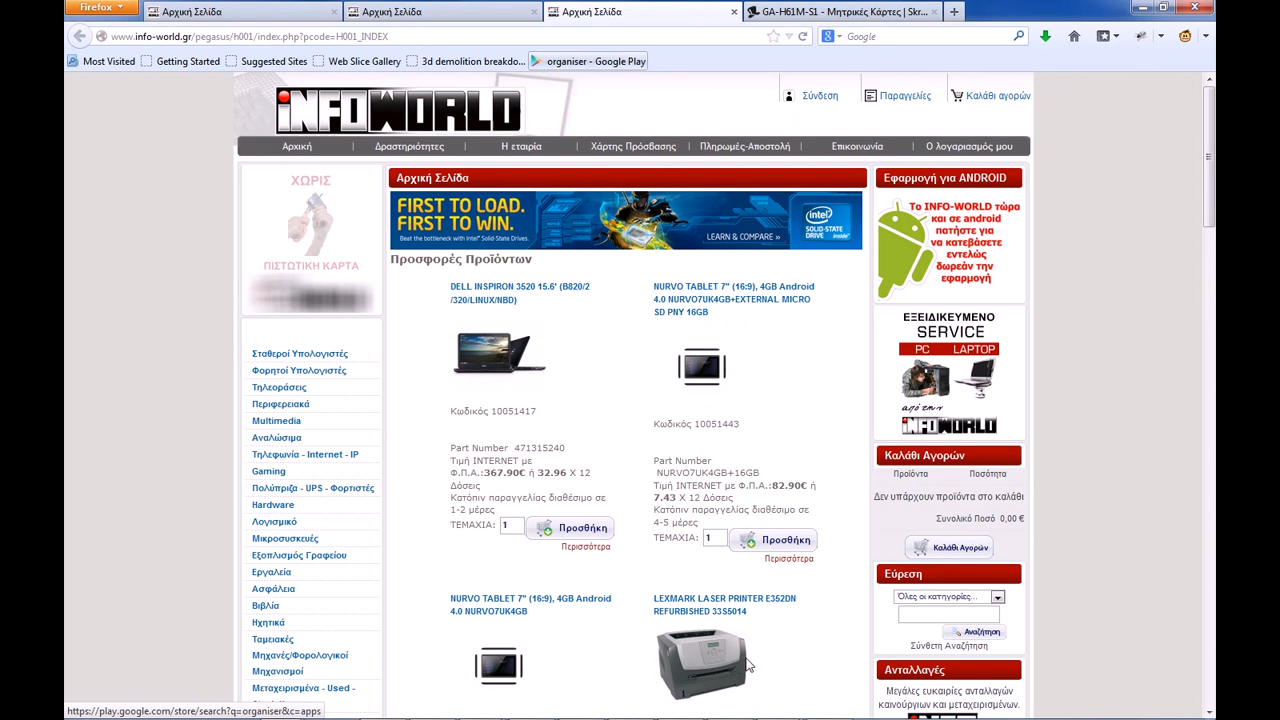 Firefox
Αρχική Σελίδα
Αρχική Σελίδα
Αρχική Σελίδα
GA-H61M-S1 - Μητρικές Κάρτες | Skr...
www.info-world.gr/pegasus/h001/index.php?pcode=H001_INDEX
Google
Most Visited
Getting Started
Suggested Sites
Web Slice Gallery
3d demolition breakdo...
organiser - Google Play
INFOWORLD
Σύνδεση
Παραγγελίες
Καλάθι αγορών
Αρχική
Δραστηριότητες
Η εταιρία
Χάρτης Πρόσβασης
Πληρωμές-Αποστολή
Επικοινωνία
Ο λογαριασμός μου
ΧΩΡΙΣ
ΠΙΣΤΩΤΙΚΗ ΚΑΡΤΑ
Σταθεροί Υπολογιστές
Φορητοί Υπολογιστές
Τηλεοράσεις
Περιφερειακά
Multimedia
Αναλώσιμα
Τηλεφωνία - Internet - IP
Gaming
Πολύπριζα - UPS - Φορτιστές
Hardware
Λογισμικό
Μικροσυσκευές
Εξοπλισμός Γραφείου
Εργαλεία
Ασφάλεια
Βιβλία
Ηχητικά
Ταμειακές
Μηχανές/Φορολογικοί
Μηχανισμοί
Μεταχειρισμένα - Used -
Αρχική Σελίδα
FIRST TO LOAD.
FIRST TO WIN.
Beat the bottleneck with Intel® Solid-State Drives.
LEARN & COMPARE »
intel
SOLID-STATE
DRIVE
inside™
Προσφορές Προϊόντων
DELL INSPIRON 3520 15.6' (B820/2
/320/LINUX/NBD)
Κωδικός 10051417
Part Number 471315240
Τιμή INTERNET με
Φ.Π.Α.:367.90€ ή 32.96 X 12
Δόσεις
Κατόπιν παραγγελίας διαθέσιμο σε
1-2 μέρες
ΤΕΜΑΧΙΑ: 1 Προσθήκη
Περισσότερα
NURVO TABLET 7" (16:9), 4GB Android
4.0 NURVO7UK4GB+EXTERNAL MICRO
SD PNY 16GB
Κωδικός 10051443
Part Number
NURVO7UK4GB+16GB
Τιμή INTERNET με Φ.Π.Α.:82.90€ ή
7.43 X 12 Δόσεις
Κατόπιν παραγγελίας διαθέσιμο σε
4-5 μέρες
ΤΕΜΑΧΙΑ: 1 Προσθήκη
Περισσότερα
NURVO TABLET 7" (16:9), 4GB Android
4.0 NURVO7UK4GB
LEXMARK LASER PRINTER E352DN
REFURBISHED 33S5014
Εφαρμογή για ANDROID
Το INFO-WORLD τώρα
και σε android
πατήστε για
να κατεβάσετε
εντελώς
δωρεάν την
εφαρμογή
ΕΞΕΙΔΙΚΕΥΜΕΝΟ
SERVICE
PC LAPTOP
από την
INFOWORLD
Καλάθι Αγορών
Προϊόντα Ποσότητα
Δεν υπάρχουν προϊόντα στο καλάθι
Συνολικό Ποσό 0,00 €
Καλάθι Αγορών
Εύρεση
Όλες οι κατηγορίες...
Αναζήτηση
Σύνθετη Αναζήτηση
Ανταλλαγές
Μεγάλες ευκαιρίες ανταλλαγών
καινούργιων και μεταχειρισμένων.
https://play.google.com/store/search?q=organiser&c=apps